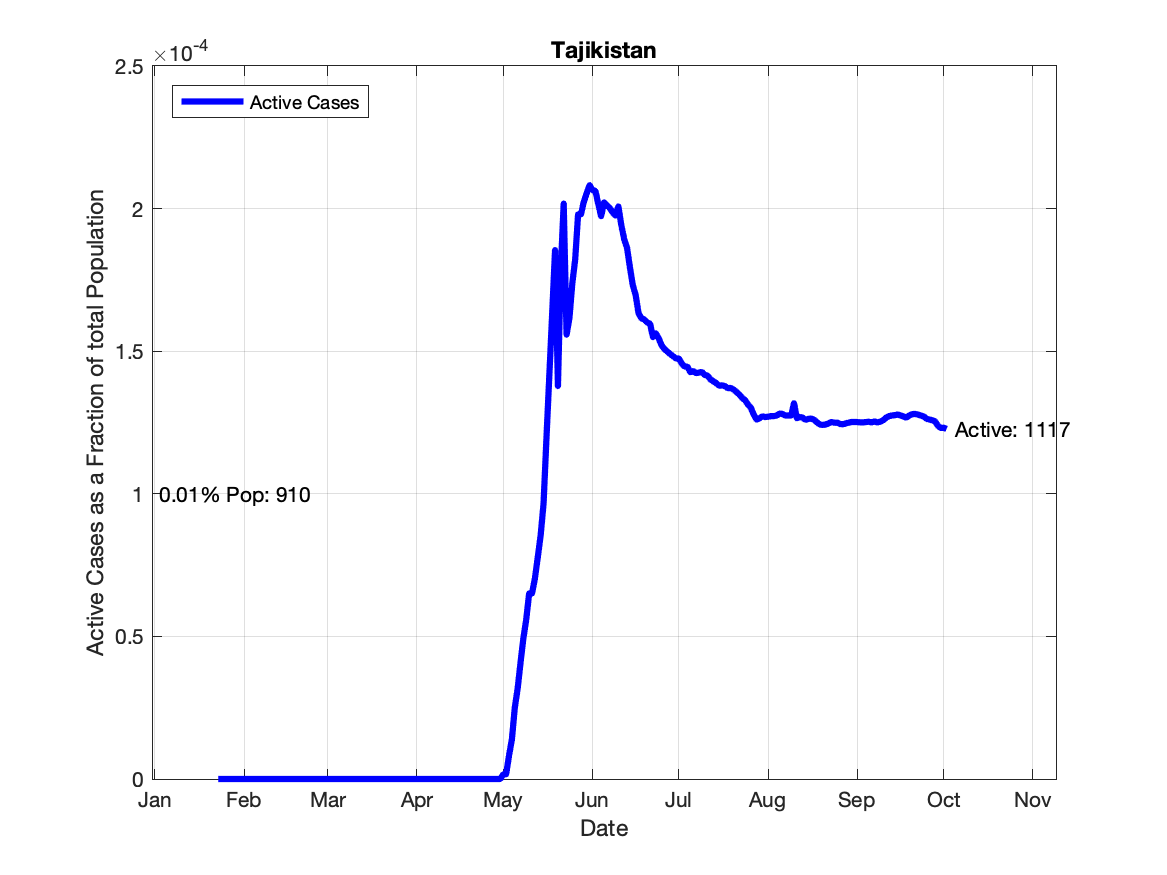 Tajikistan
×10^-4
Active Cases
2.5
2
1.5
1
0.5
0
0.01% Pop: 910
Active: 1117
Active Cases as a Fraction of total Population
Jan Feb Mar Apr May Jun Jul Aug Sep Oct Nov
Date